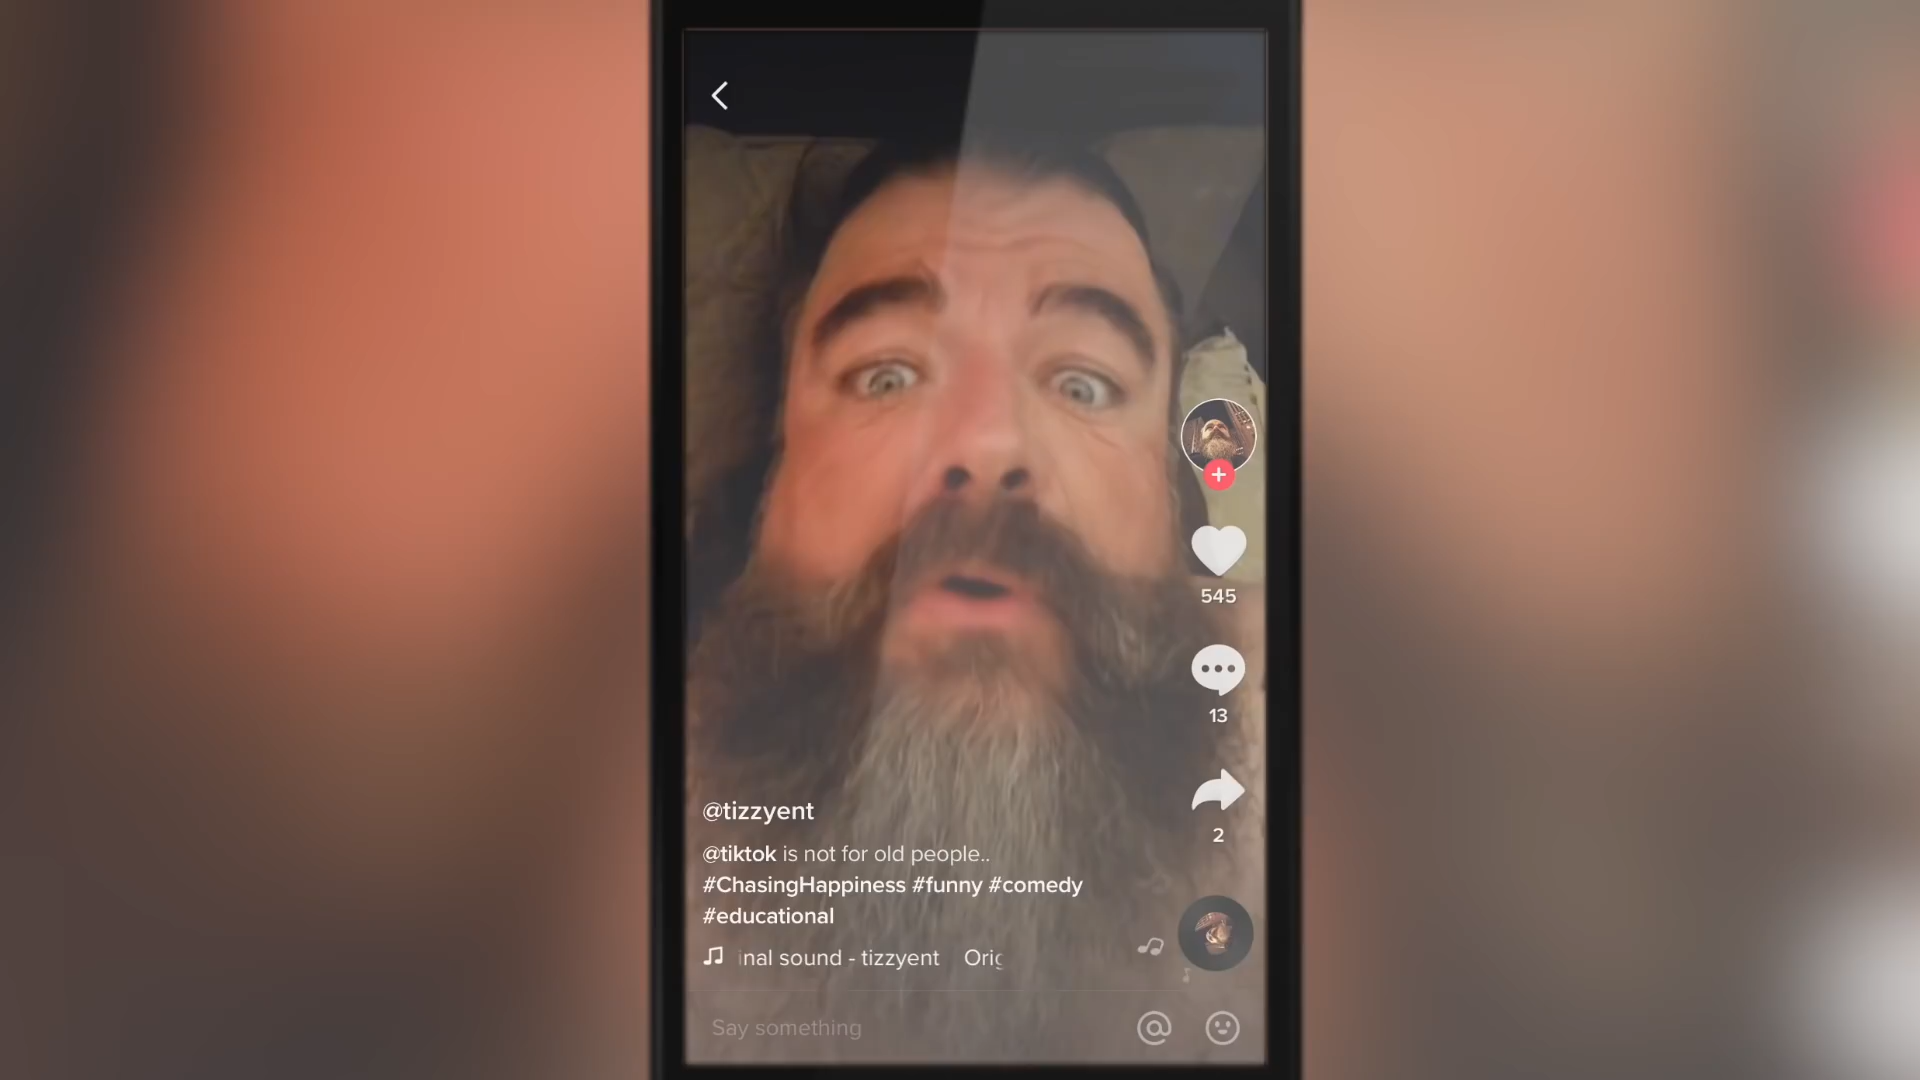 545
13
2
@tizzyent
@tiktok is not for old people..
#ChasingHappiness #funny #comedy
#educational
inal sound - tizzyent Orig
Say something